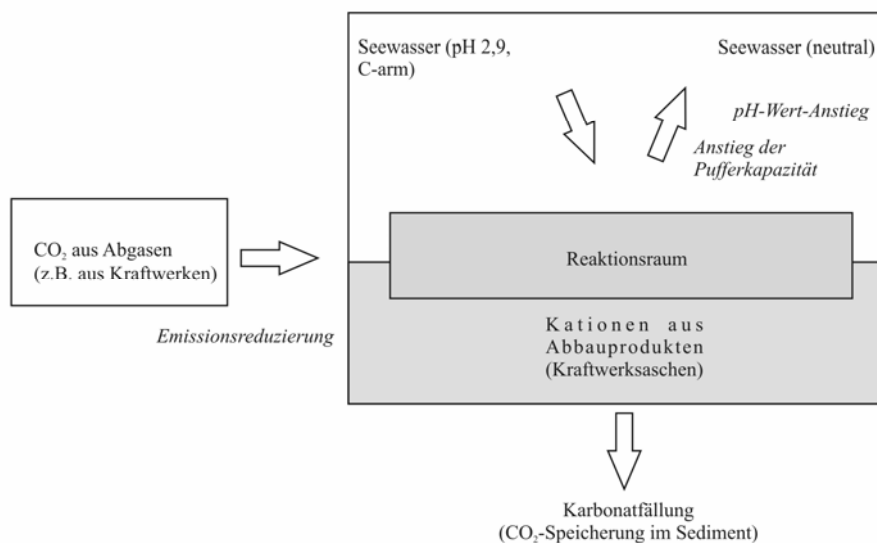 Seewasser (pH 2,9,
C-arm)
Seewasser (neutral)
pH-Wert-Anstieg
Anstieg der
Pufferkapazität
CO₂ aus Abgasen
(z.B. aus Kraftwerken)
Reaktionsraum
Emissionsreduzierung
Kationen aus
Abbauprodukten
(Kraftwerksaschen)
Karbonatfällung
(CO₂-Speicherung im Sediment)